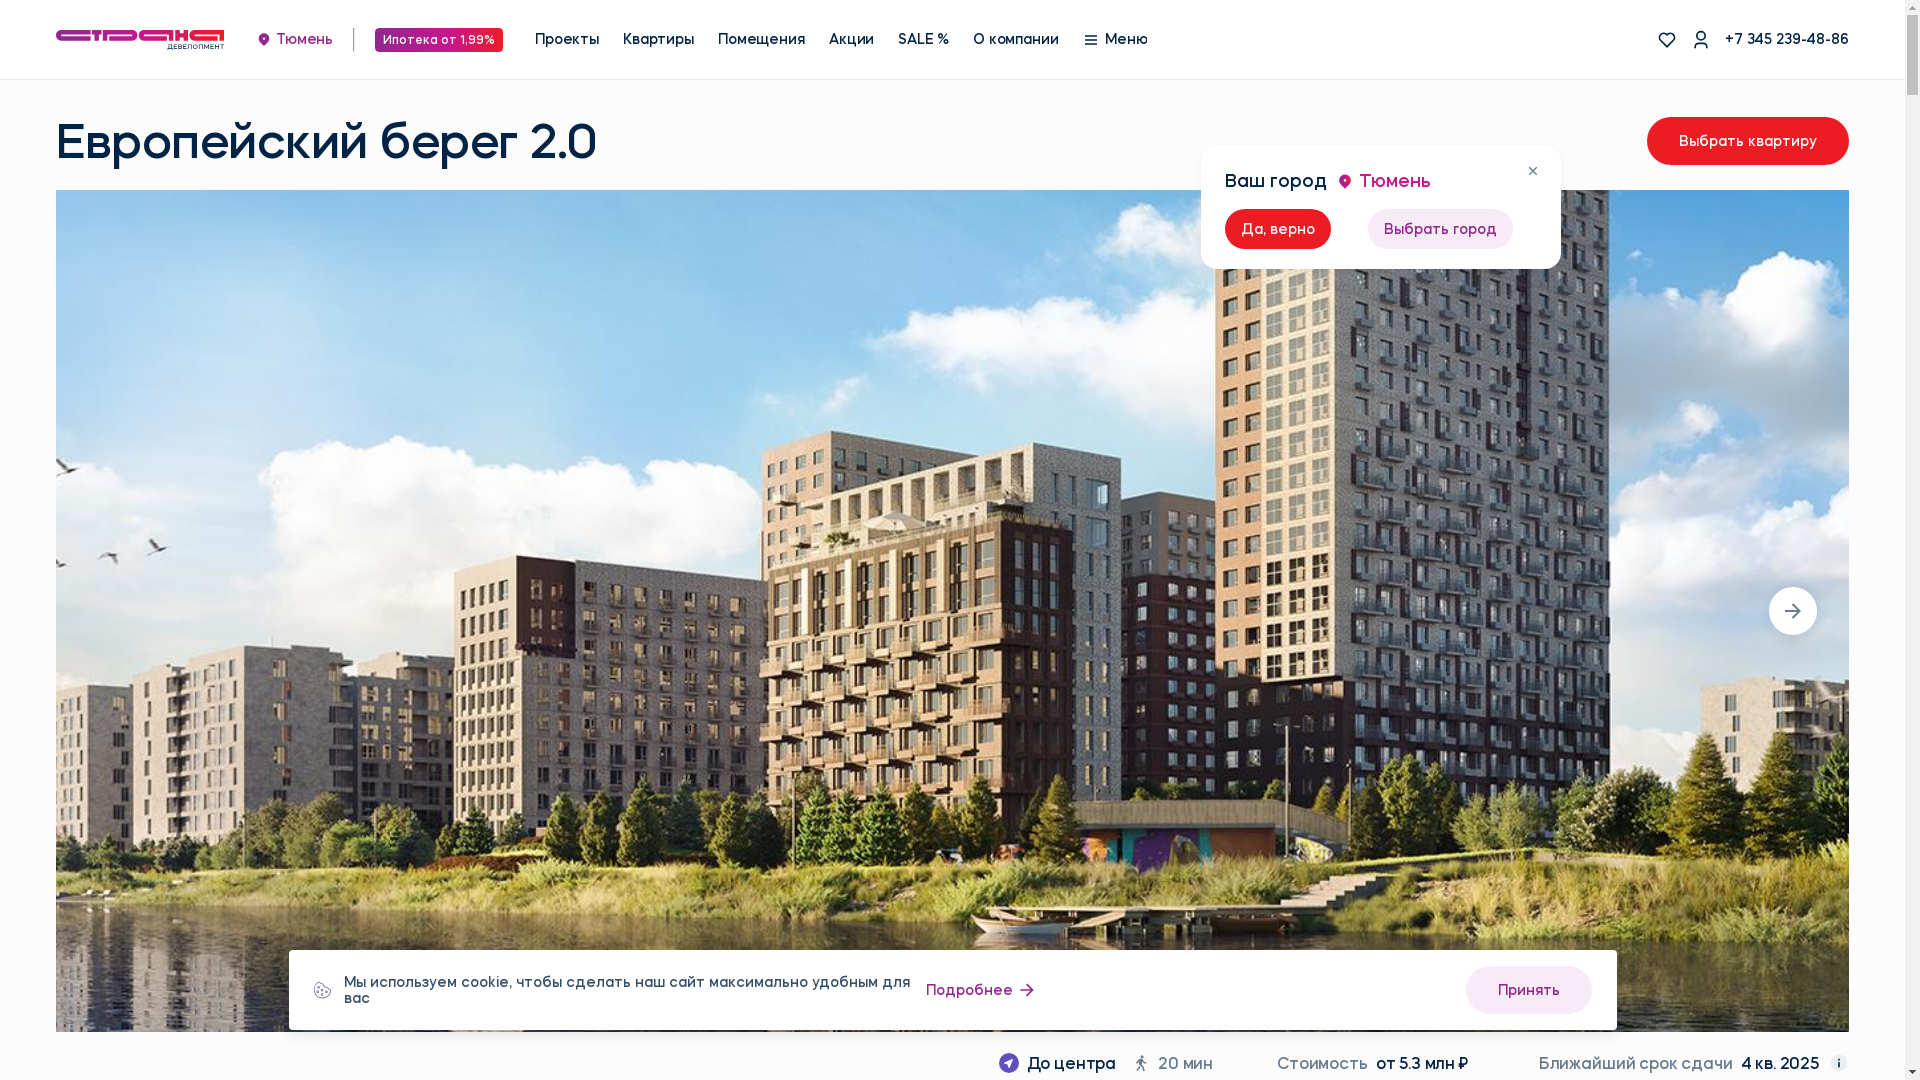 страна
девелопмент
Тюмень
Ипотека от 1,99%
Проекты
Квартиры
Помещения
Акции
SALE %
О компании
Меню
+7 345 239-48-86
Европейский берег 2.0
Выбрать квартиру
Ваш город Тюмень
Да, верно
Выбрать город
Мы используем cookie, чтобы сделать наш сайт максимально удобным для
вас
Подробнее
Принять
До центра 20 мин
Стоимость от 5.3 млн ₽
Ближайший срок сдачи 4 кв. 2025